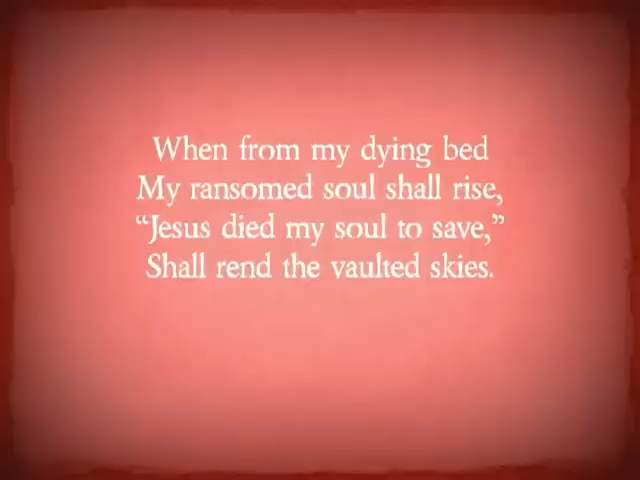 When from my dying bed
My ransomed soul shall rise,
“Jesus died my soul to save,”
Shall rend the vaulted skies.